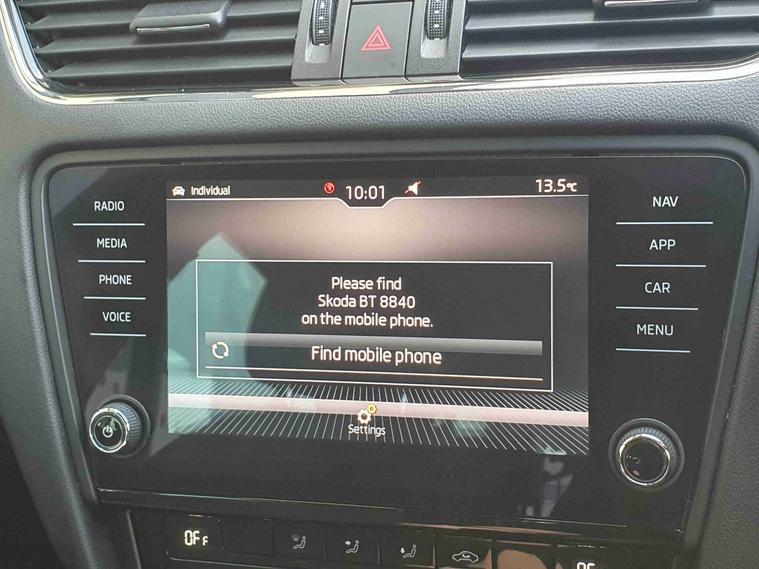 Individual 10:01 13.5°C
RADIO
MEDIA
PHONE
VOICE
Please find
Skoda BT 8840
on the mobile phone.
Find mobile phone
Settings
NAV
APP
CAR
MENU
OFF